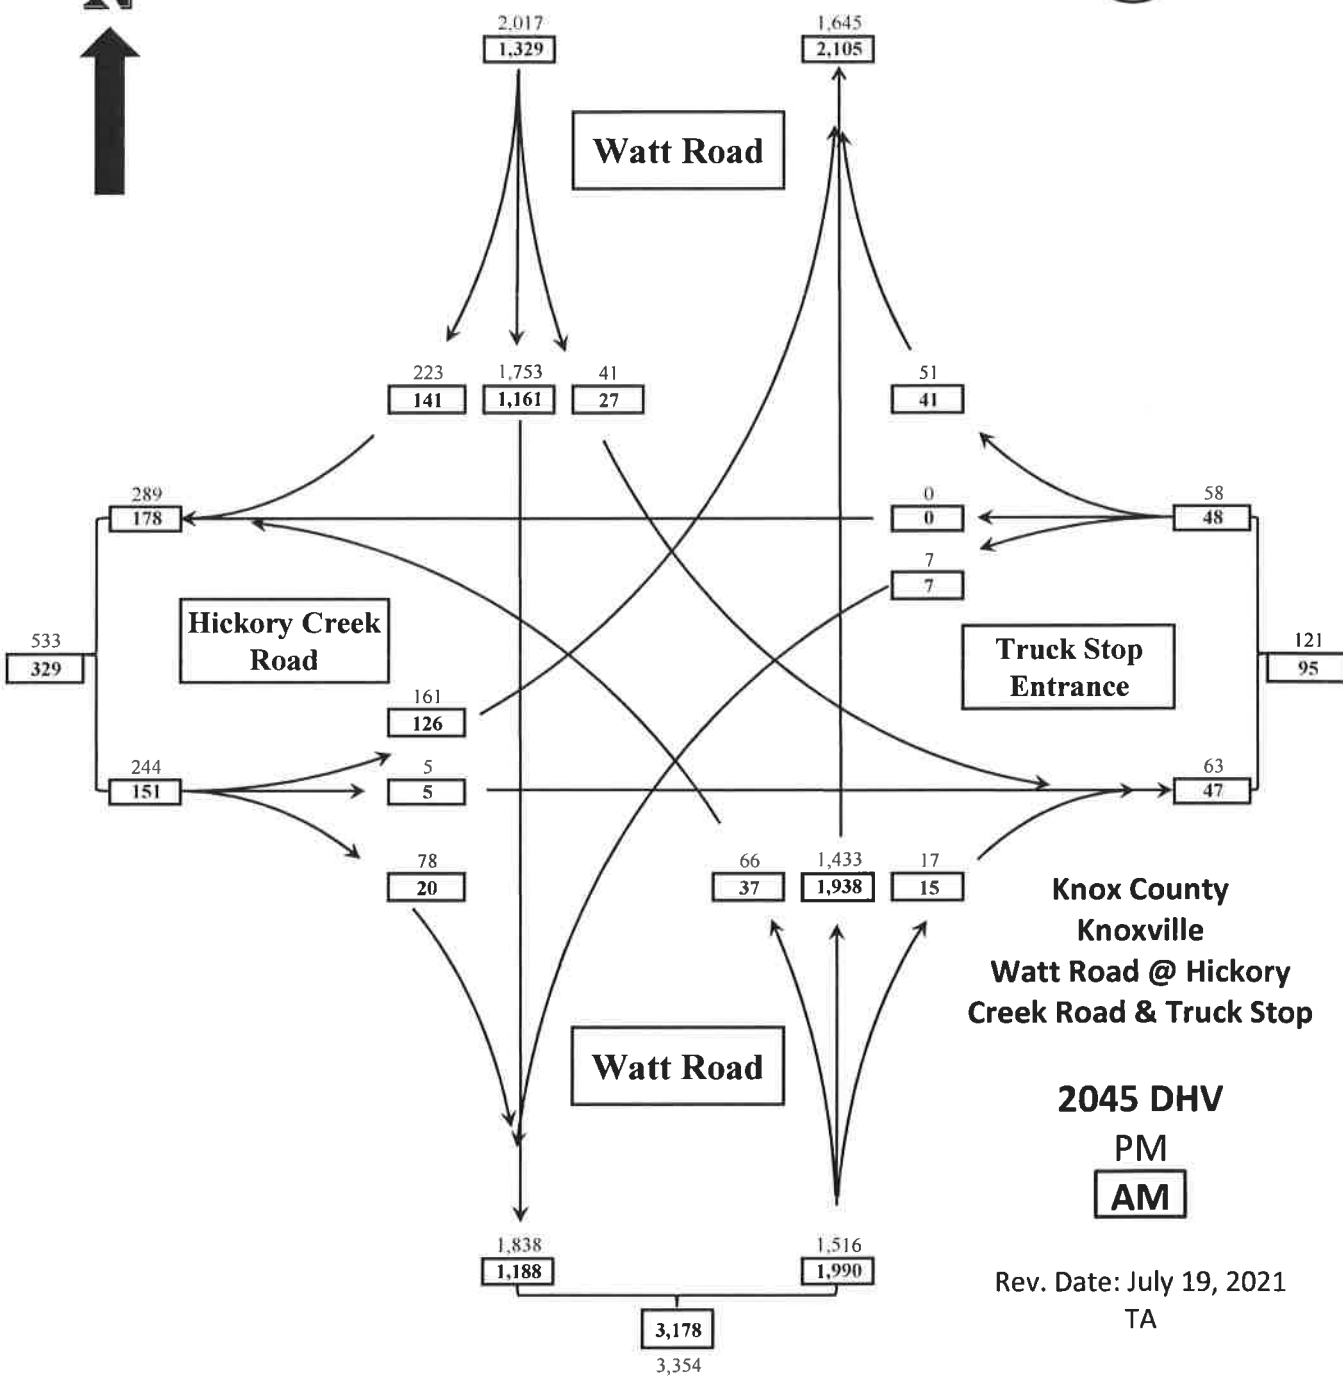 N
2,017
1,329
1,645
2,105
Watt Road
223
141
1,753
1,161
41
27
51
41
289
178
0
0
58
48
7
7
Hickory Creek
Road
533
329
Truck Stop
Entrance
121
95
161
126
244
151
5
5
63
47
78
20
66
37
1,433
1,938
17
15
Knox County
Knoxville
Watt Road @ Hickory
Creek Road & Truck Stop
Watt Road
2045 DHV
PM
AM
1,838
1,188
1,516
1,990
Rev. Date: July 19, 2021
TA
3,178
3,354